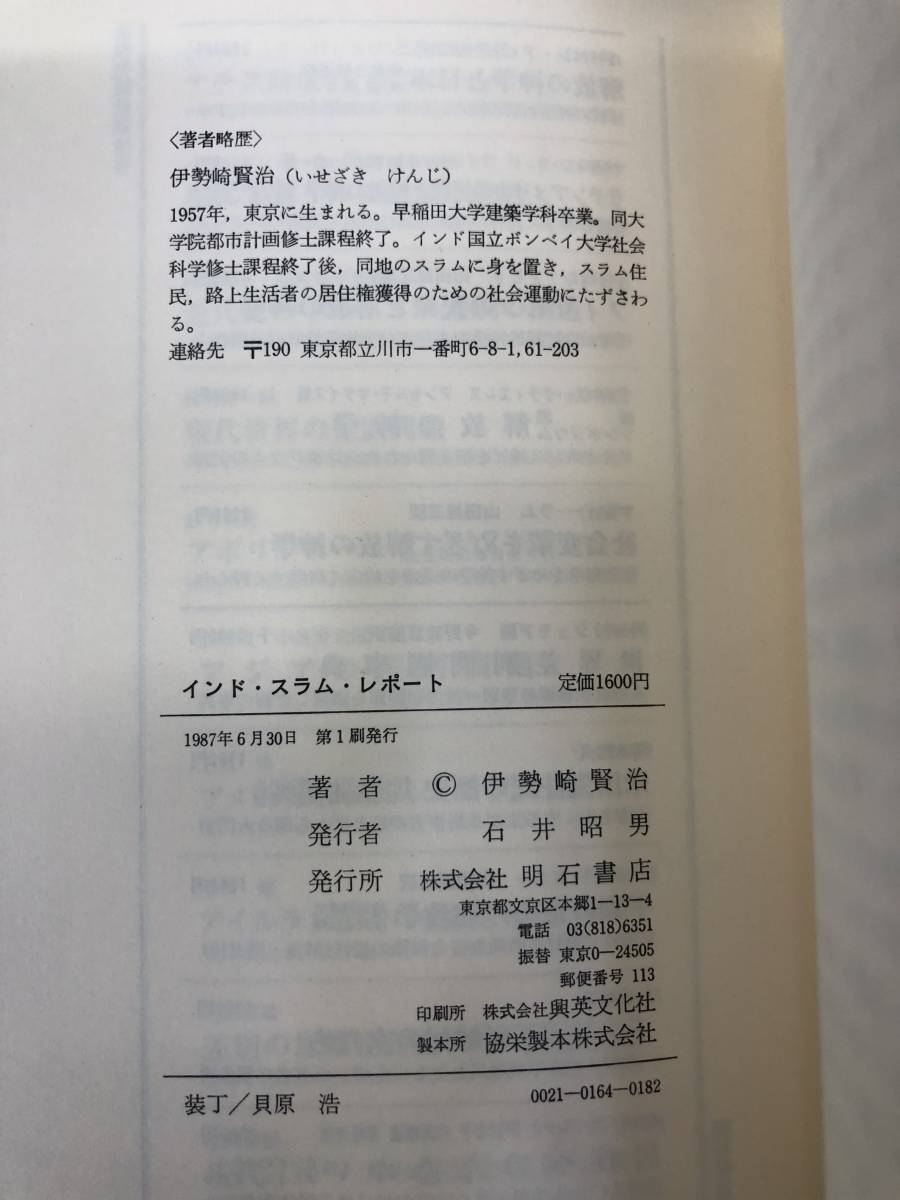 〈著者略歴〉
伊勢崎賢治（いせざき　けんじ）
1957年，東京に生まれる。早稲田大学建築学科卒業。同大
学院都市計画修士課程終了。インド国立ボンベイ大学社会
科学修士課程終了後，同地のスラムに身を置き，スラム住
民，路上生活者の居住権獲得のための社会運動にたずさわ
る。
連絡先　〒190 東京都立川市一番町6-8-1,61-203
インド・スラム・レポート　定価1600円
1987年6月30日　第1刷発行
著者　© 伊勢崎賢治
発行者　石井昭男
発行所　株式会社 明石書店
東京都文京区本郷1―13―4
電話　03(818)6351
振替 東京0―24505
郵便番号 113
印刷所　株式会社興英文化社
製本所　協栄製本株式会社
装丁／貝原　浩　0021―0164―0182